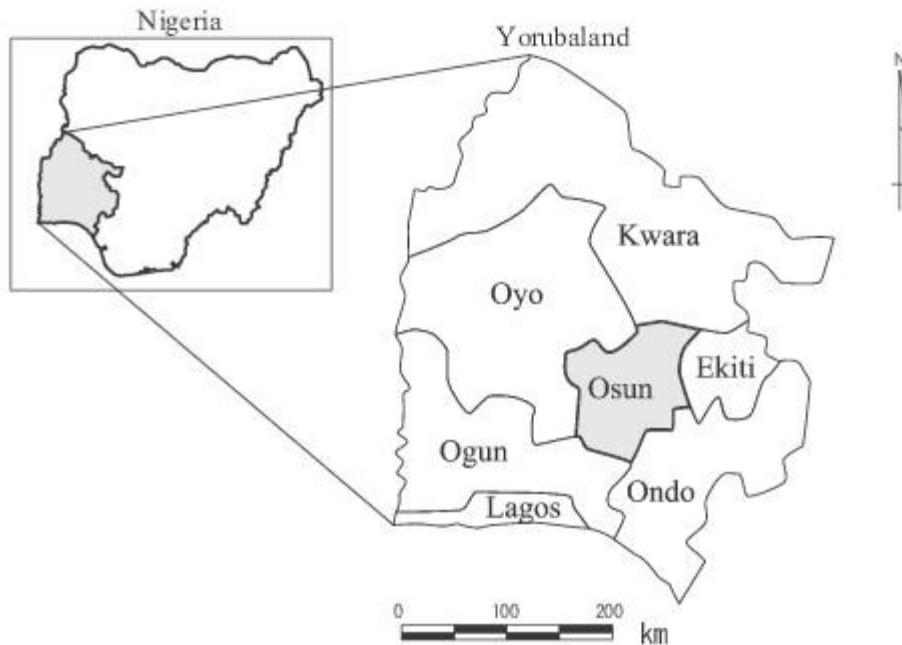 Nigeria
Yorubaland
N
Kwara
Oyo
Osun
Ekiti
Ogun
Ondo
Lagos
0 100 200
km